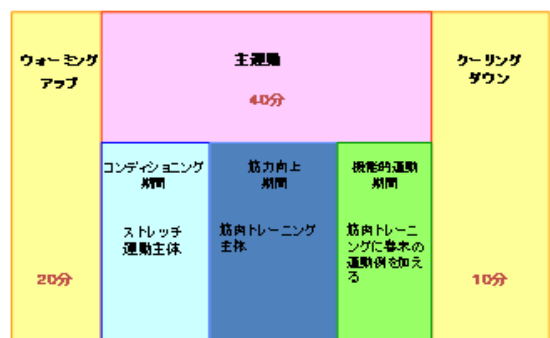 ウォーミング
アップ
20分
主運動
40分
コンディショニング
期間
ストレッチ
運動主体
筋力向上
期間
筋肉トレーニング
主体
機能的運動
期間
筋肉トレーニ
ングに巻末の
運動例を加え
る
クーリング
ダウン
10分